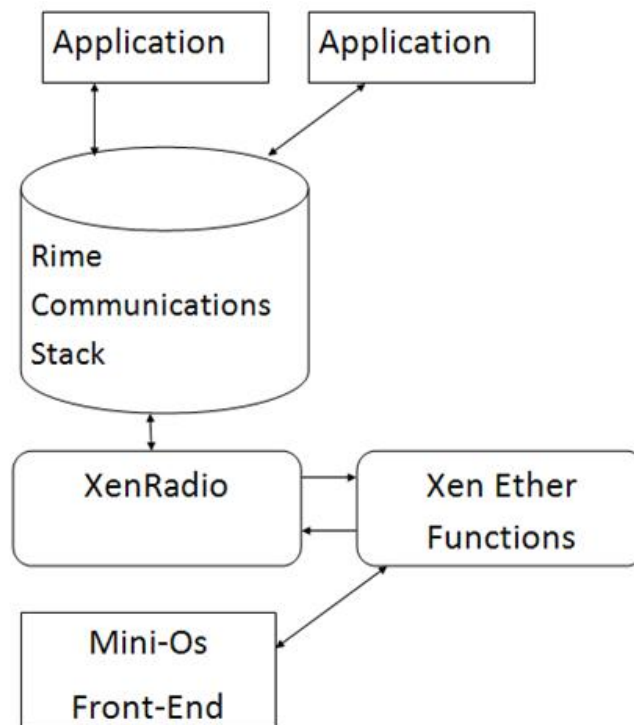 Application
Application
Rime
Communications
Stack
XenRadio
Xen Ether
Functions
Mini-Os
Front-End